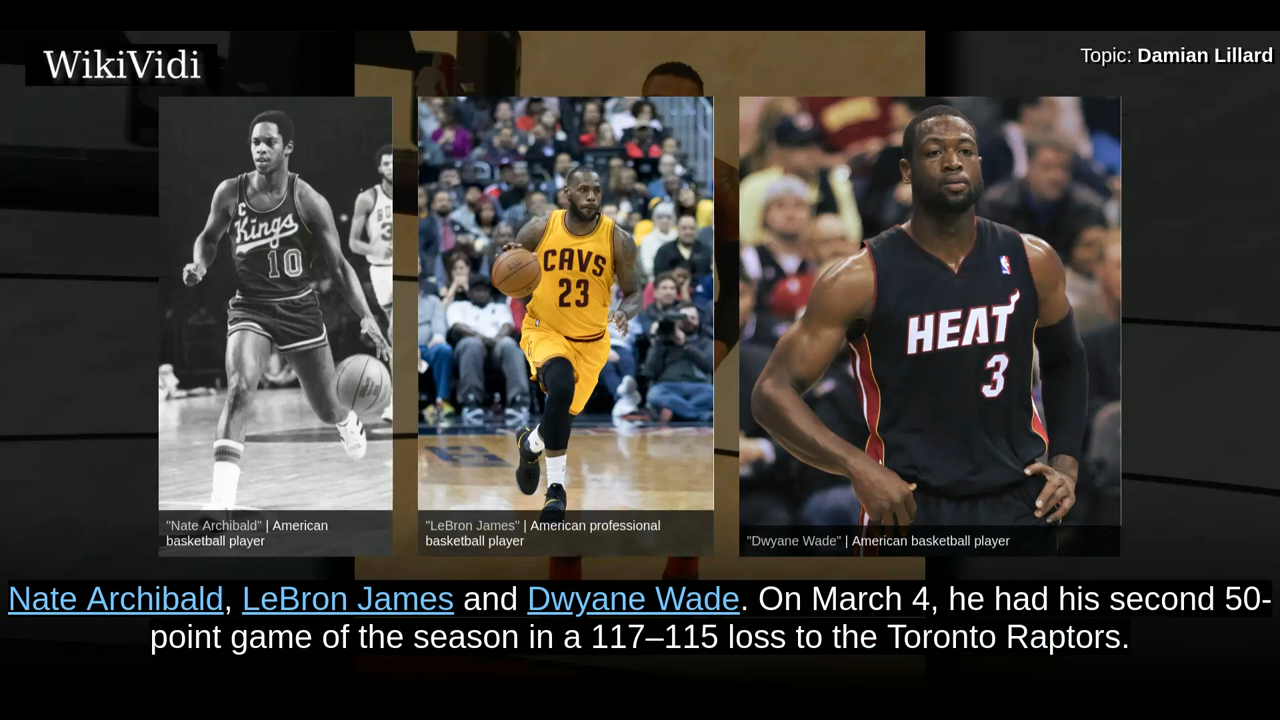 WikiVidi
Topic: Damian Lillard
C
Kings
10
CAVS
23
HEAT
3
"Nate Archibald" | American
basketball player
"LeBron James" | American professional
basketball player
"Dwyane Wade" | American basketball player
Nate Archibald, LeBron James and Dwyane Wade. On March 4, he had his second 50-
point game of the season in a 117–115 loss to the Toronto Raptors.